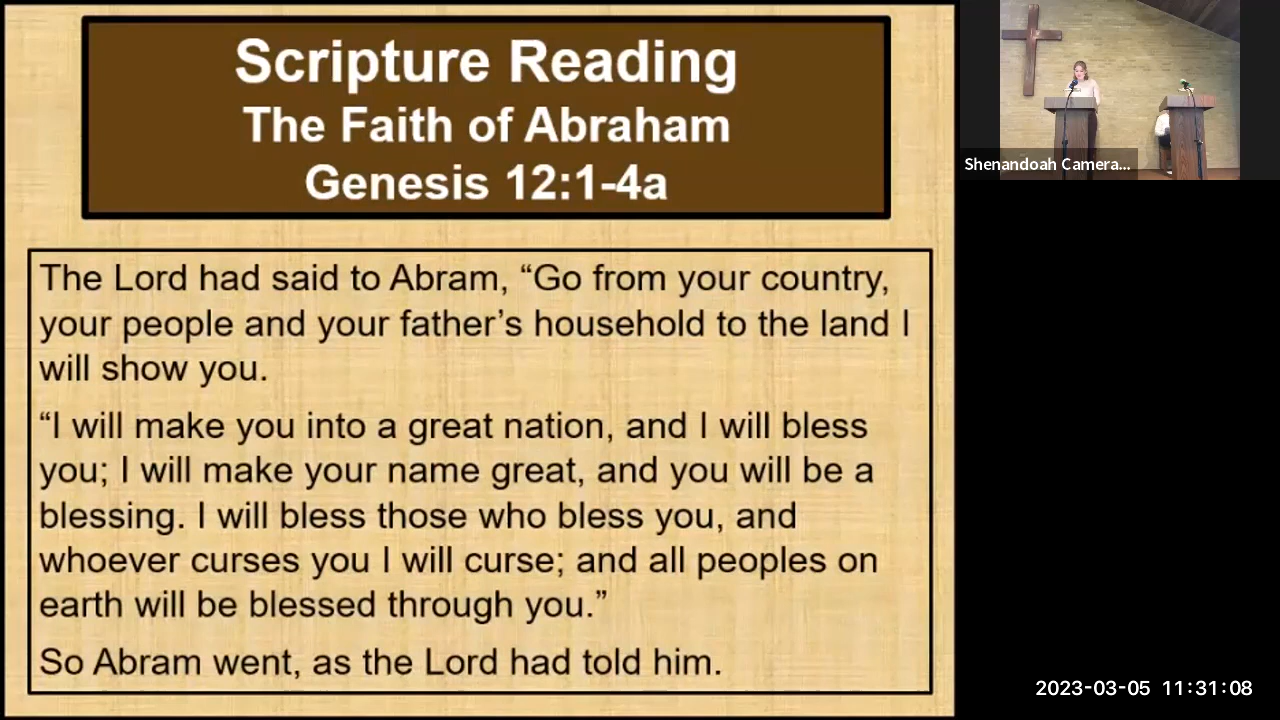 Scripture Reading
The Faith of Abraham
Genesis 12:1-4a
The Lord had said to Abram, “Go from your country,
your people and your father’s household to the land I
will show you.
“I will make you into a great nation, and I will bless
you; I will make your name great, and you will be a
blessing. I will bless those who bless you, and
whoever curses you I will curse; and all peoples on
earth will be blessed through you.”
So Abram went, as the Lord had told him.
Shenandoah Camera...
2023-03-05 11:31:08